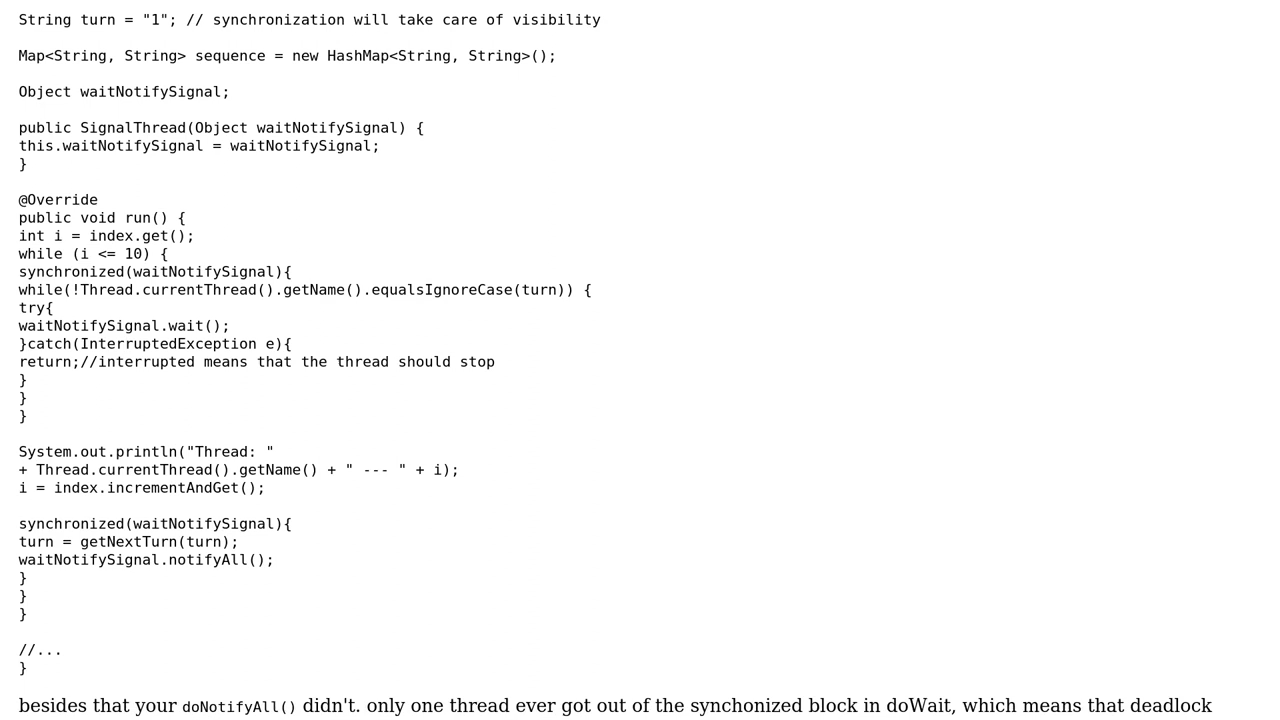 String turn = "1"; // synchronization will take care of visibility
Map<String, String> sequence = new HashMap<String, String>();
Object waitNotifySignal;
public SignalThread(Object waitNotifySignal) {
this.waitNotifySignal = waitNotifySignal;
}
@Override
public void run() {
int i = index.get();
while (i <= 10) {
synchronized(waitNotifySignal){
while(!Thread.currentThread().getName().equalsIgnoreCase(turn)) {
try{
waitNotifySignal.wait();
}catch(InterruptedException e){
return;//interrupted means that the thread should stop
}
}
}
System.out.println("Thread: "
+ Thread.currentThread().getName() + " --- " + i);
i = index.incrementAndGet();
synchronized(waitNotifySignal){
turn = getNextTurn(turn);
waitNotifySignal.notifyAll();
}
}
}
//...
}
besides that your doNotifyAll() didn't. only one thread ever got out of the synchonized block in doWait, which means that deadlock